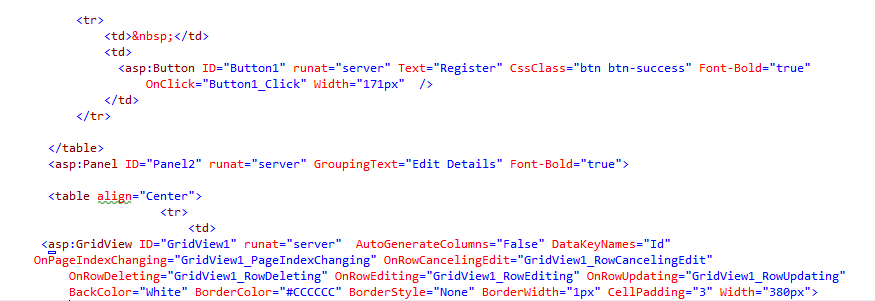 <tr>
<td>&nbsp;</td>
<td>
<asp:Button ID="Button1" runat="server" Text="Register" CssClass="btn btn-success" Font-Bold="true"
OnClick="Button1_Click" Width="171px"  />
</td>
</tr>
</table>
<asp:Panel ID="Panel2" runat="server" GroupingText="Edit Details" Font-Bold="true">
<table align="Center">
<tr>
<td>
<asp:GridView ID="GridView1" runat="server"  AutoGenerateColumns="False" DataKeyNames="Id"
OnPageIndexChanging="GridView1_PageIndexChanging" OnRowCancelingEdit="GridView1_RowCancelingEdit"
OnRowDeleting="GridView1_RowDeleting" OnRowEditing="GridView1_RowEditing" OnRowUpdating="GridView1_RowUpdating"
BackColor="White" BorderColor="#CCCCCC" BorderStyle="None" BorderWidth="1px" CellPadding="3" Width="380px">